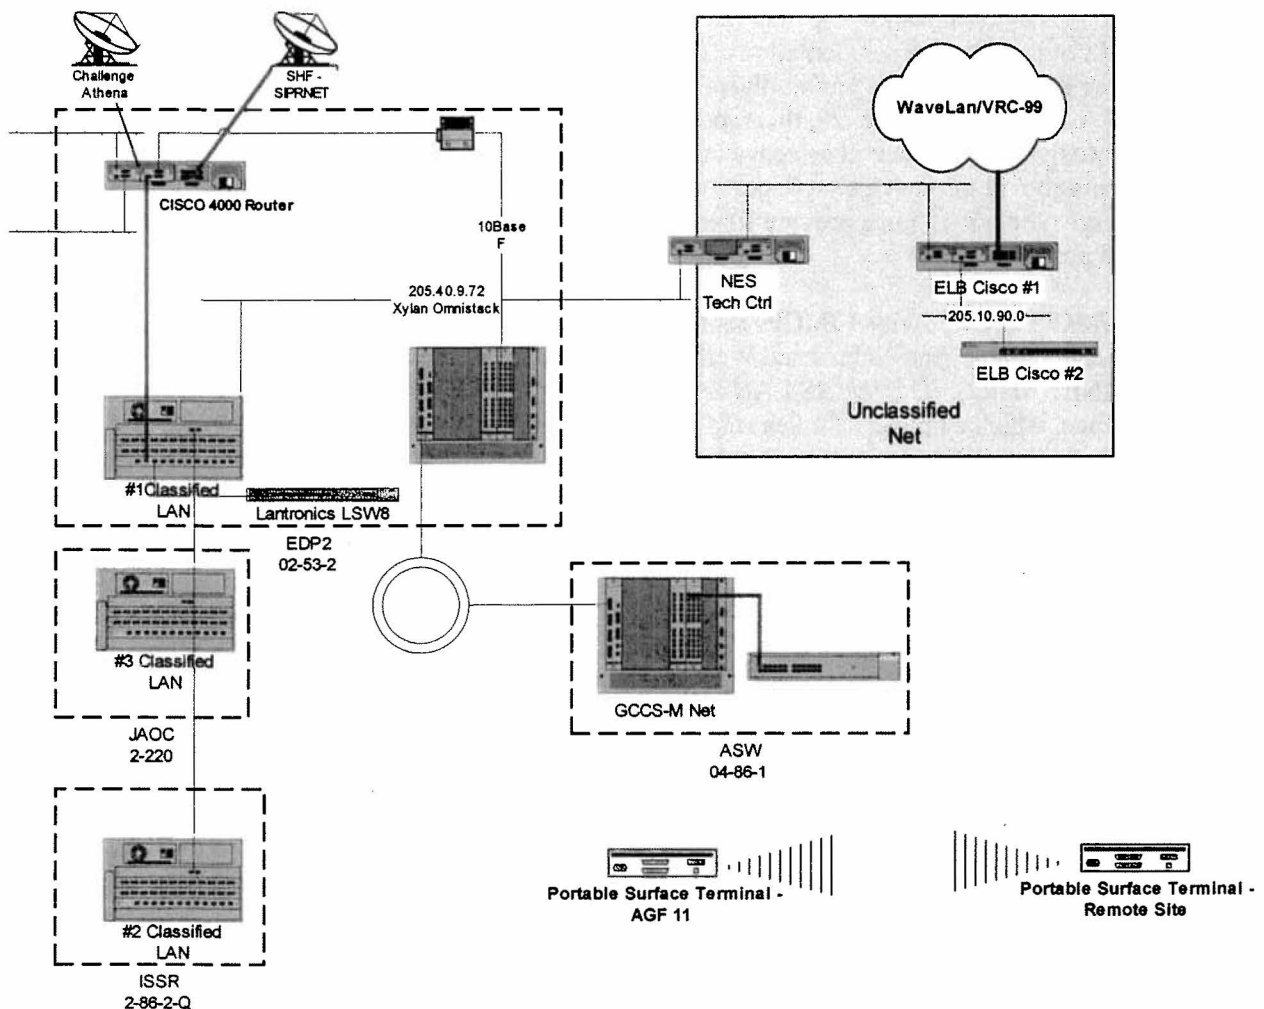 Challenge
Athena
SHF -
SIPRNET
CISCO 4000 Router
10Base
F
205.40.9.72
Xylan Omnistack
#1Classified
LAN
Lantronics LSW8
EDP2
02-53-2
#3 Classified
LAN
JAOC
2-220
#2 Classified
LAN
ISSR
2-86-2-Q
WaveLan/VRC-99
NES
Tech Ctrl
ELB Cisco #1
205.10.90.0
ELB Cisco #2
Unclassified
Net
GCCS-M Net
ASW
04-86-1
Portable Surface Terminal -
AGF 11
Portable Surface Terminal -
Remote Site